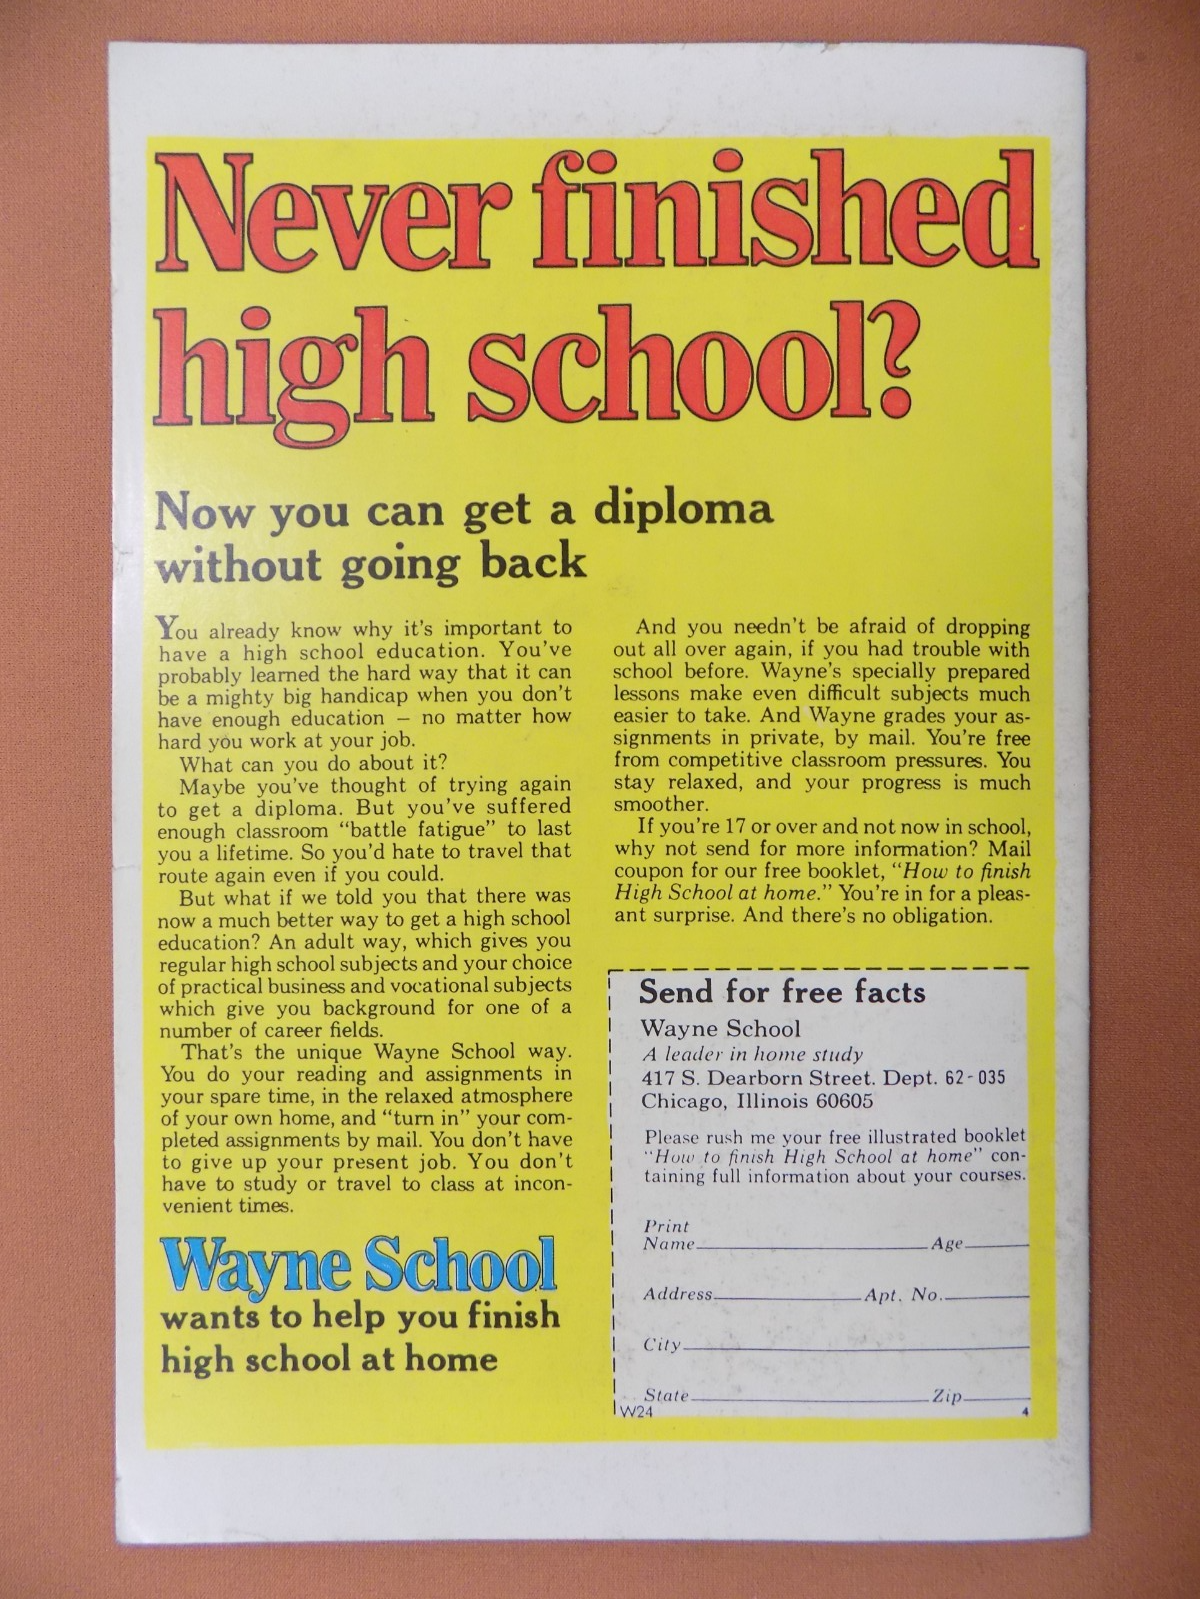 Never finished
high school?
Now you can get a diploma
without going back
You already know why it's important to
have a high school education. You've
probably learned the hard way that it can
be a mighty big handicap when you don't
have enough education — no matter how
hard you work at your job.
What can you do about it?
Maybe you've thought of trying again
to get a diploma. But you've suffered
enough classroom "battle fatigue" to last
you a lifetime. So you'd hate to travel that
route again even if you could.
But what if we told you that there was
now a much better way to get a high school
education? An adult way, which gives you
regular high school subjects and your choice
of practical business and vocational subjects
which give you background for one of a
number of career fields.
That's the unique Wayne School way.
You do your reading and assignments in
your spare time, in the relaxed atmosphere
of your own home, and "turn in" your com-
pleted assignments by mail. You don't have
to give up your present job. You don't
have to study or travel to class at incon-
venient times.
Wayne School
wants to help you finish
high school at home
And you needn't be afraid of dropping
out all over again, if you had trouble with
school before. Wayne's specially prepared
lessons make even difficult subjects much
easier to take. And Wayne grades your as-
signments in private, by mail. You're free
from competitive classroom pressures. You
stay relaxed, and your progress is much
smoother.
If you're 17 or over and not now in school,
why not send for more information? Mail
coupon for our free booklet, "How to finish
High School at home." You're in for a pleas-
ant surprise. And there's no obligation.
Send for free facts
Wayne School
A leader in home study
417 S. Dearborn Street. Dept. 62-035
Chicago, Illinois 60605
Please rush me your free illustrated booklet
"How to finish High School at home" con-
taining full information about your courses.
Print
Name Age
Address Apt. No.
City
State Zip
W24 4